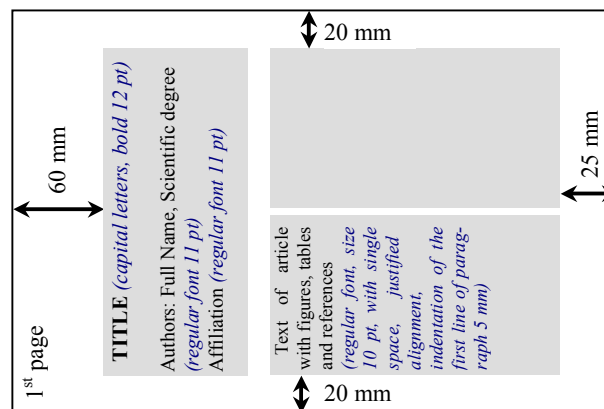 1st page
60 mm
TITLE (capital letters, bold 12 pt)
Authors: Full Name, Scientific degree
(regular font 11 pt)
Affiliation (regular font 11 pt)
20 mm
Text of article
with figures, tables
and references
(regular font, size
10 pt, with single
space, justified
alignment,
indentation of the
first line of parag-
raph 5 mm)
20 mm
25 mm